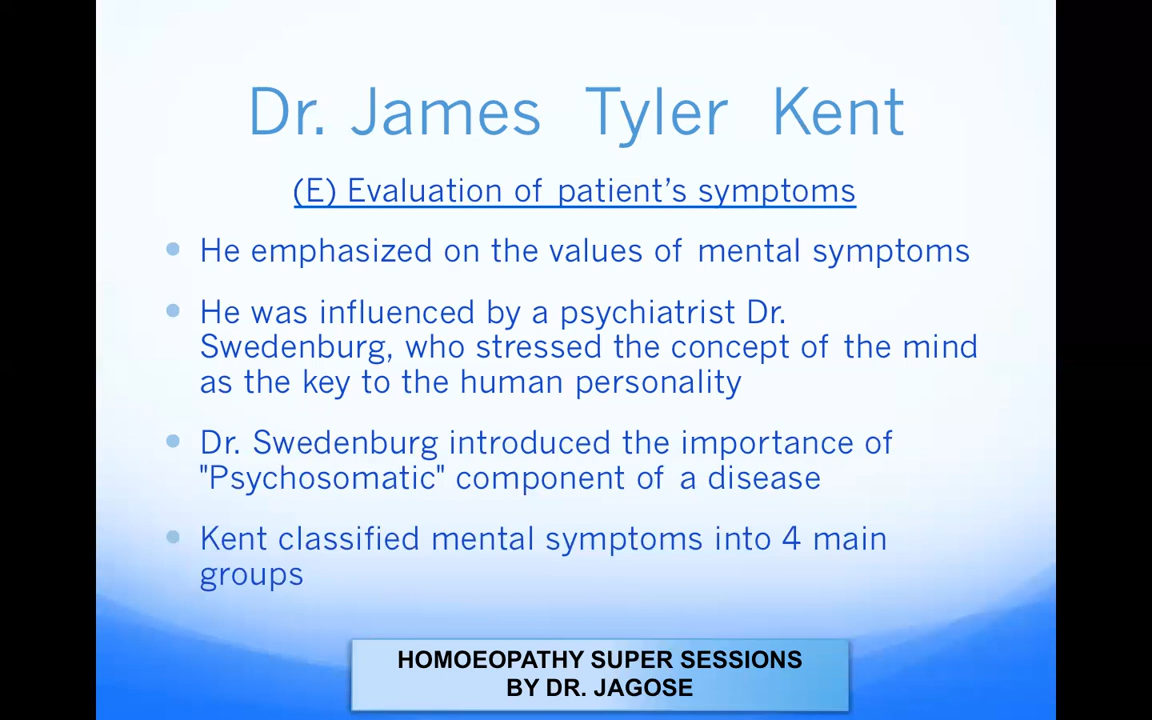 Dr. James Tyler Kent
(E) Evaluation of patient's symptoms
• He emphasized on the values of mental symptoms
• He was influenced by a psychiatrist Dr.
Swedenburg, who stressed the concept of the mind
as the key to the human personality
• Dr. Swedenburg introduced the importance of
"Psychosomatic" component of a disease
• Kent classified mental symptoms into 4 main
groups
HOMOEOPATHY SUPER SESSIONS
BY DR. JAGOSE